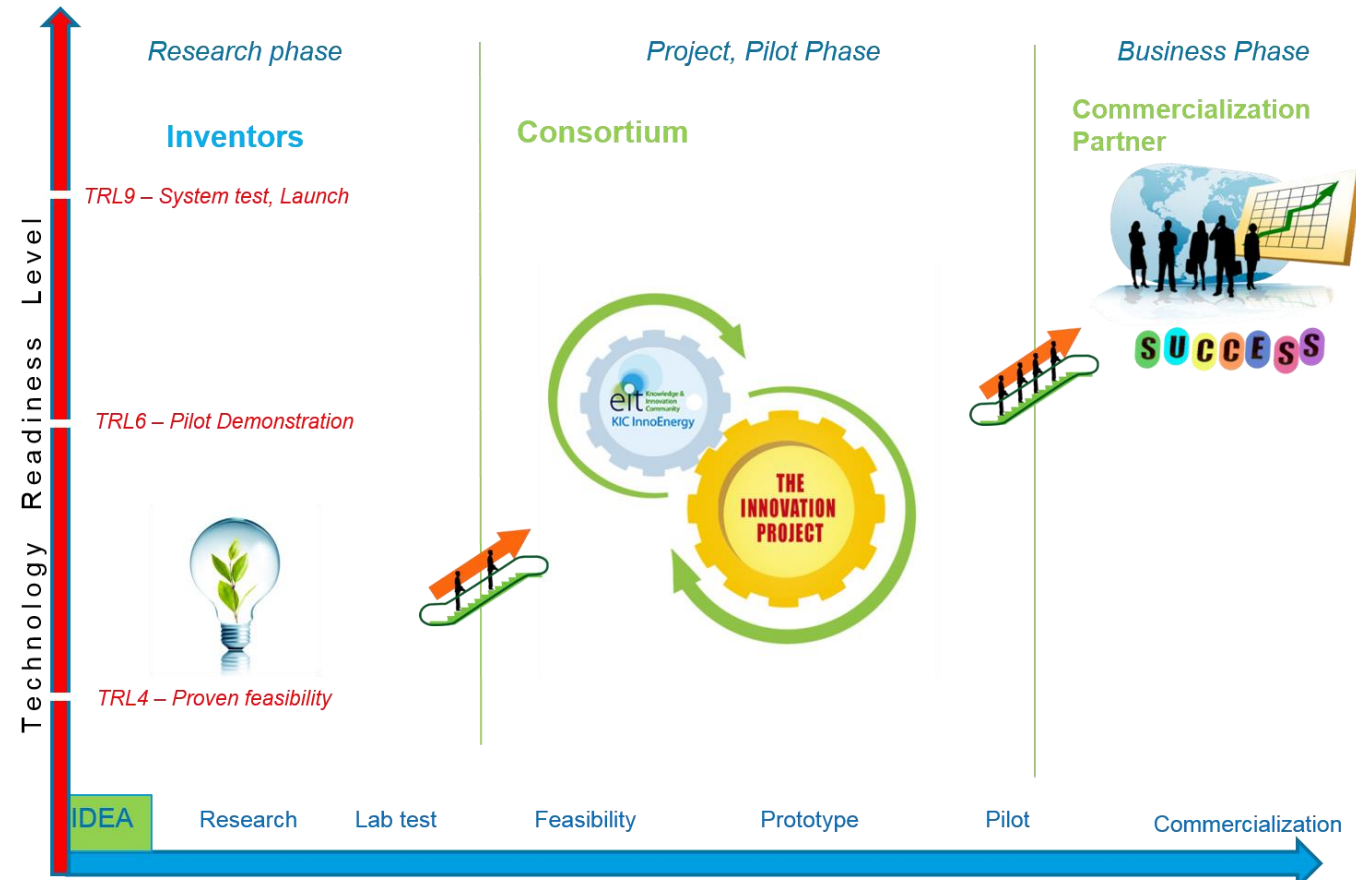 Research phase
Project, Pilot Phase
Business Phase
Inventors
Consortium
Commercialization
Partner
TRL9 – System test, Launch
TRL6 – Pilot Demonstration
TRL4 – Proven feasibility
Technology Readiness Level
eit Knowledge &
Innovation
Community
KIC InnoEnergy
THE
INNOVATION
PROJECT
SUCCESS
IDEA
Research
Lab test
Feasibility
Prototype
Pilot
Commercialization